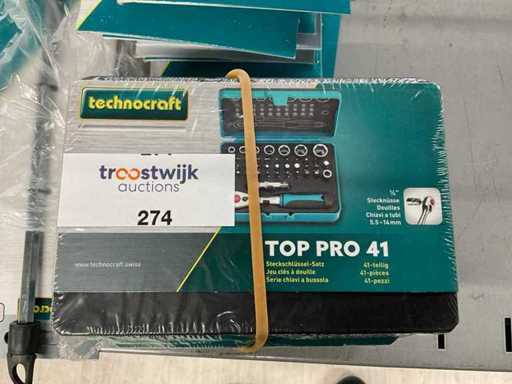 technocraft
troostwijk
auctions
274
¼"
Stecknüsse
Douilles
Chiavi a tubi
5.5-14mm
TOP PRO 41
www.technocraft.swiss
Steckschlüssel-Satz
Jeu clés à douille
Serie chiavi a bussola
41-teilig
41-pièces
41-pezzi